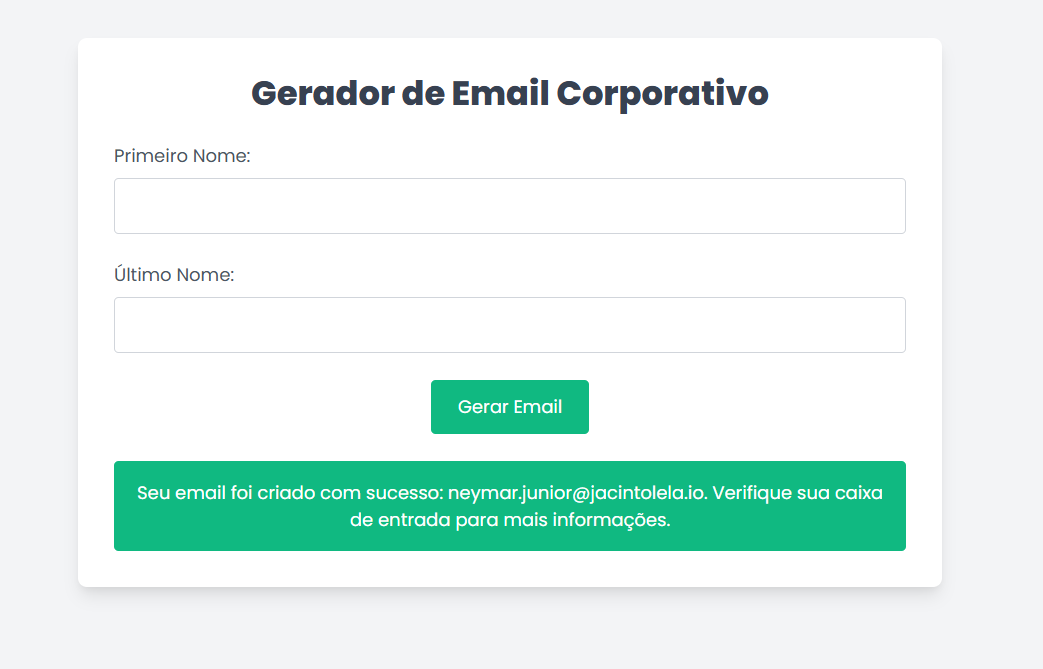 Gerador de Email Corporativo
Primeiro Nome:
Último Nome:
Gerar Email
Seu email foi criado com sucesso: neymar.junior@jacintolela.io. Verifique sua caixa
de entrada para mais informações.